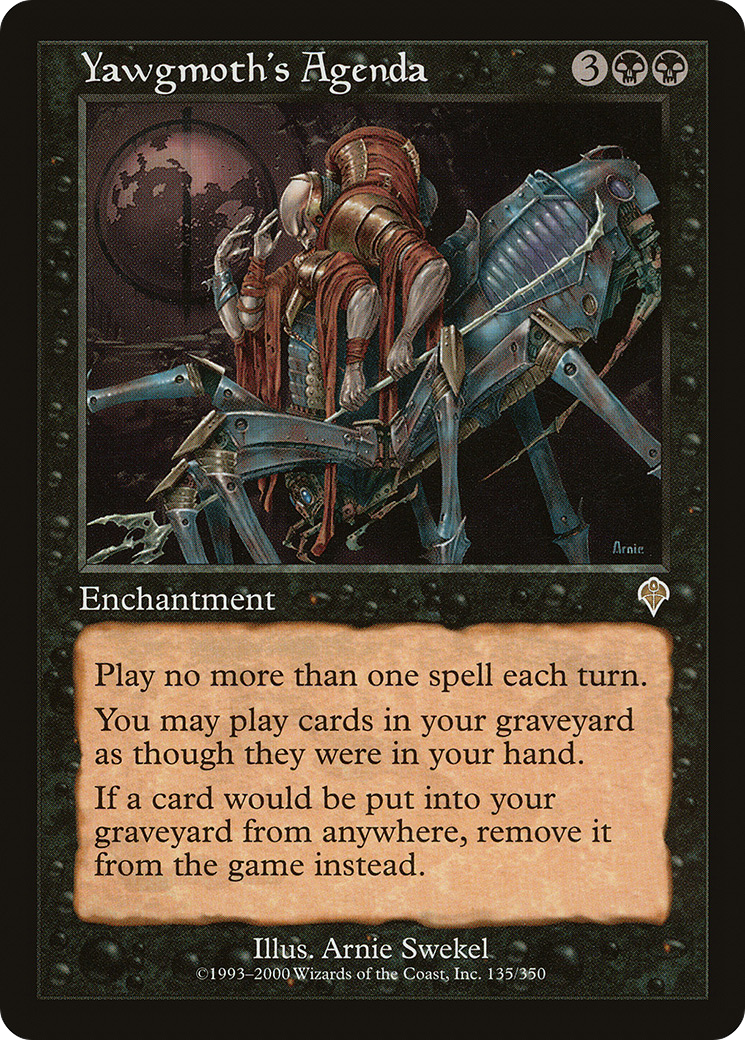 Yawgmoth's Agenda 3
Arnie
Enchantment
Play no more than one spell each turn.
You may play cards in your graveyard
as though they were in your hand.
If a card would be put into your
graveyard from anywhere, remove it
from the game instead.
Illus. Arnie Swekel
©1993–2000 Wizards of the Coast, Inc. 135/350